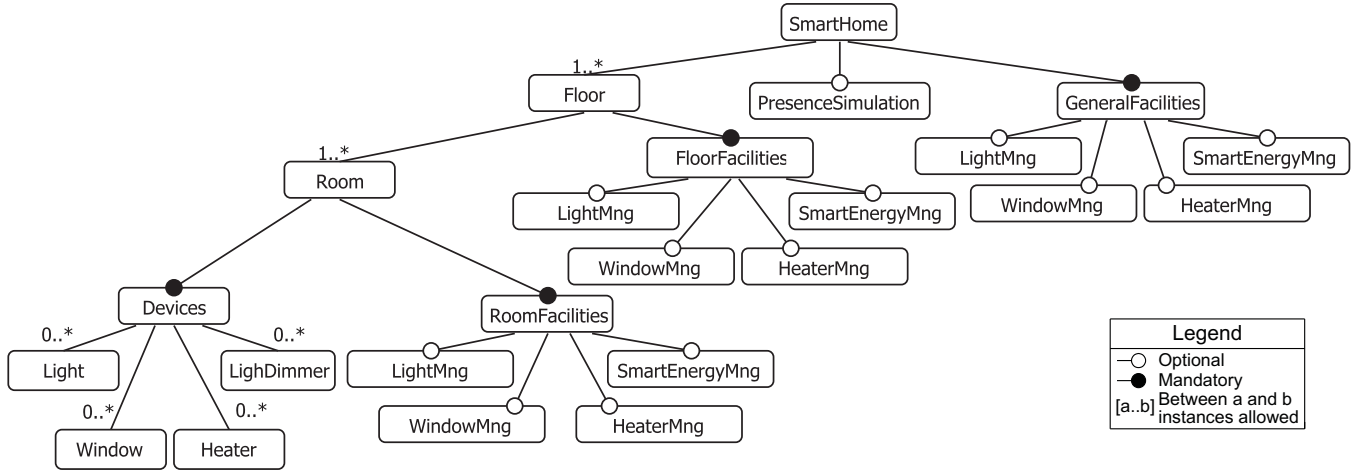 SmartHome
1..*
Floor
PresenceSimulation
GeneralFacilities
1..*
Room
FloorFacilities
LightMng
SmartEnergyMng
WindowMng
HeaterMng
LightMng
SmartEnergyMng
WindowMng
HeaterMng
Devices
RoomFacilities
0..*
0..*
Light
LighDimmer
0..*
0..*
Window
Heater
LightMng
SmartEnergyMng
WindowMng
HeaterMng
Legend
Optional
Mandatory
[a..b] Between a and b
instances allowed